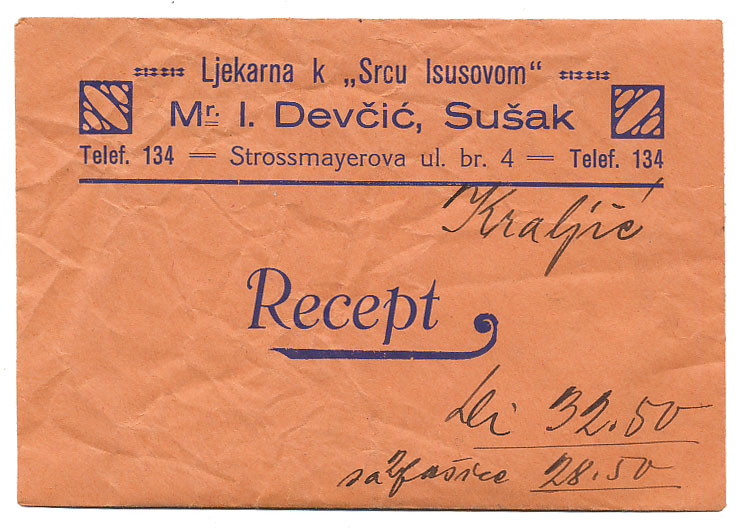 Ljekarna k „Srcu Isusovom“
Mr. I. Devčić, Sušak
Telef. 134 = Strossmayerova ul. br. 4 = Telef. 134
Kraljić
Recept
Di 32.50
28.50